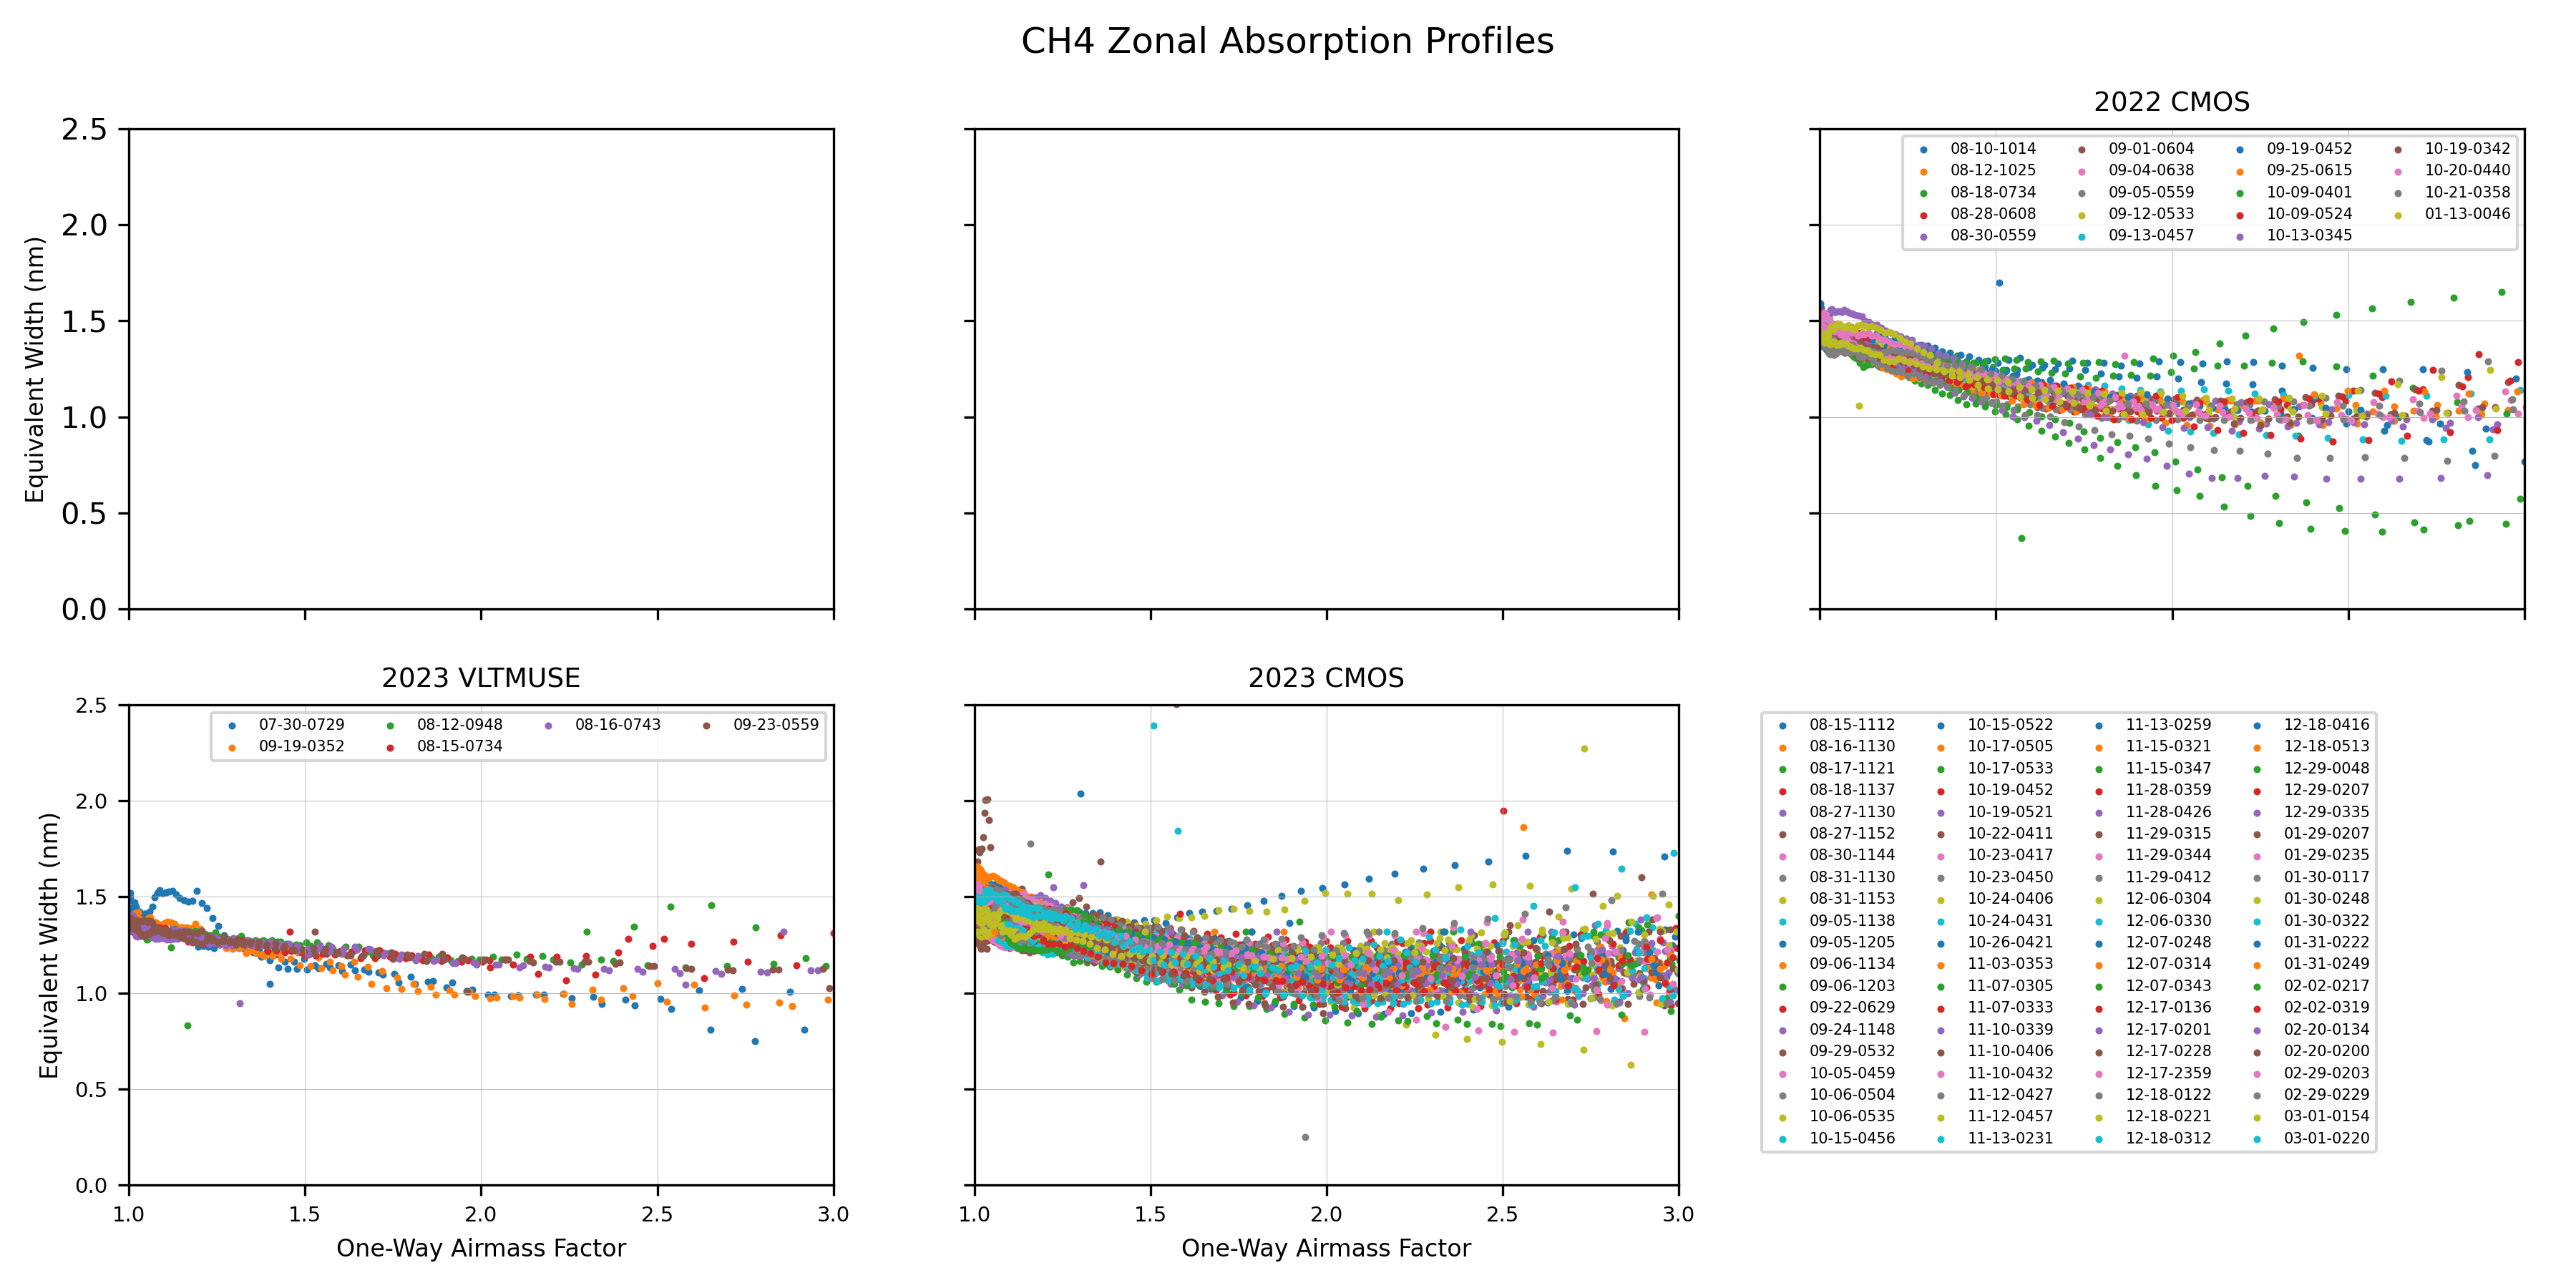 CH4 Zonal Absorption Profiles
2.5
2.0
1.5
1.0
0.5
0.0
Equivalent Width (nm)
2022 CMOS
08-10-1014 09-01-0604 09-19-0452 10-19-0342
08-12-1025 09-04-0638 09-25-0615 10-20-0440
08-18-0734 09-05-0559 10-09-0401 10-21-0358
08-28-0608 09-12-0533 10-09-0524 01-13-0046
08-30-0559 09-13-0457 10-13-0345
2023 VLTMUSE
07-30-0729 08-12-0948 08-16-0743 09-23-0559
09-19-0352 08-15-0734
2.5
2.0
1.5
1.0
0.5
0.0
Equivalent Width (nm)
1.0 1.5 2.0 2.5 3.0
One-Way Airmass Factor
2023 CMOS
1.0 1.5 2.0 2.5 3.0
One-Way Airmass Factor
08-15-1112 10-15-0522 11-13-0259 12-18-0416
08-16-1130 10-17-0505 11-15-0321 12-18-0513
08-17-1121 10-17-0533 11-15-0347 12-29-0048
08-18-1137 10-19-0452 11-28-0359 12-29-0207
08-27-1130 10-19-0521 11-28-0426 12-29-0335
08-27-1152 10-22-0411 11-29-0315 01-29-0207
08-30-1144 10-23-0417 11-29-0344 01-29-0235
08-31-1130 10-23-0450 11-29-0412 01-30-0117
08-31-1153 10-24-0406 12-06-0304 01-30-0248
09-05-1138 10-24-0431 12-06-0330 01-30-0322
09-05-1205 10-26-0421 12-07-0248 01-31-0222
09-06-1134 11-03-0353 12-07-0314 01-31-0249
09-06-1203 11-07-0305 12-07-0343 02-02-0217
09-22-0629 11-07-0333 12-17-0136 02-02-0319
09-24-1148 11-10-0339 12-17-0201 02-20-0134
09-29-0532 11-10-0406 12-17-0228 02-20-0200
10-05-0459 11-10-0432 12-17-2359 02-29-0203
10-06-0504 11-12-0427 12-18-0122 02-29-0229
10-06-0535 11-12-0457 12-18-0221 03-01-0154
10-15-0456 11-13-0231 12-18-0312 03-01-0220